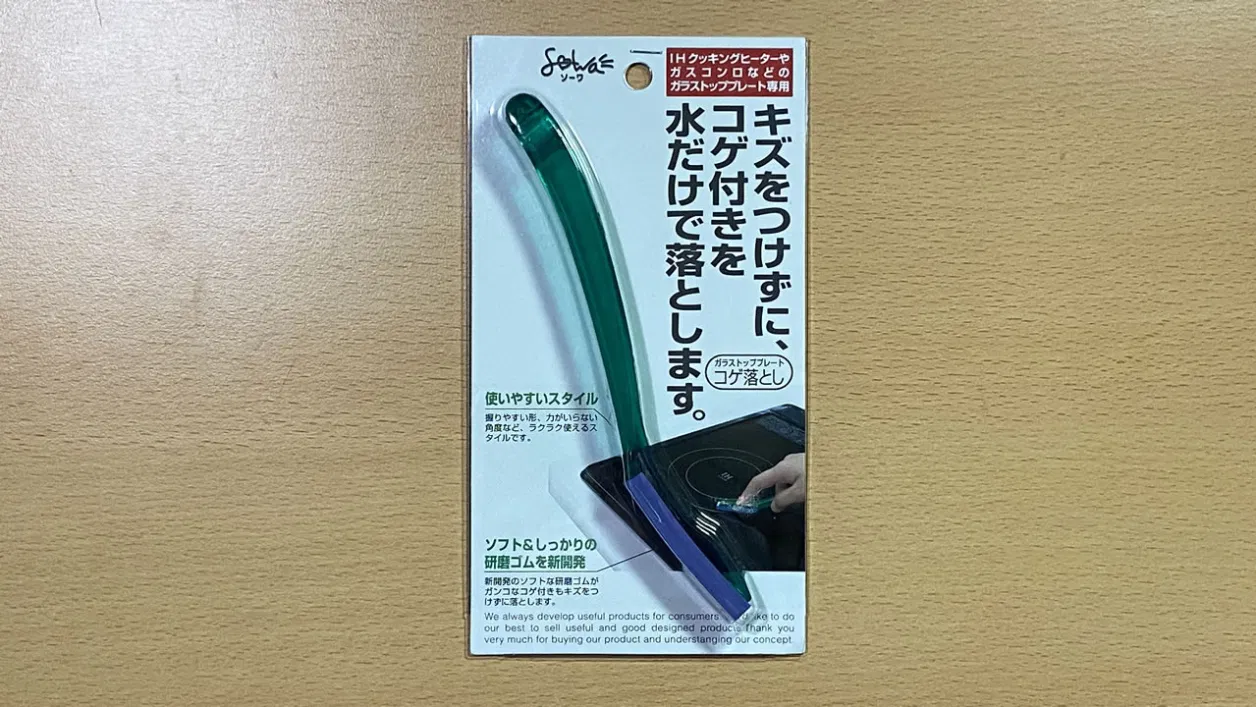 ソーワ
IHクッキングヒーターや
ガスコンロなどの
ガラストッププレート専用
キズをつけずに、
コゲ付きを
水だけで落とします。
ガラストッププレート
コゲ落とし
使いやすいスタイル
握りやすい形、力がいらない
角度など、ラクラク使えるス
タイルです。
ソフト&しっかりの
研磨ゴムを新開発
新開発のソフトな研磨ゴムが
ガンコなコゲ付きもキズをつ
けずに落とします。
We always develop useful products for consumers like to do
our best to sell useful and good designed product. Thank you
very much for buying our product and understanging our concept.